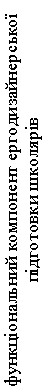 функціональний компонент ергодизайнерської
підготовки школярів